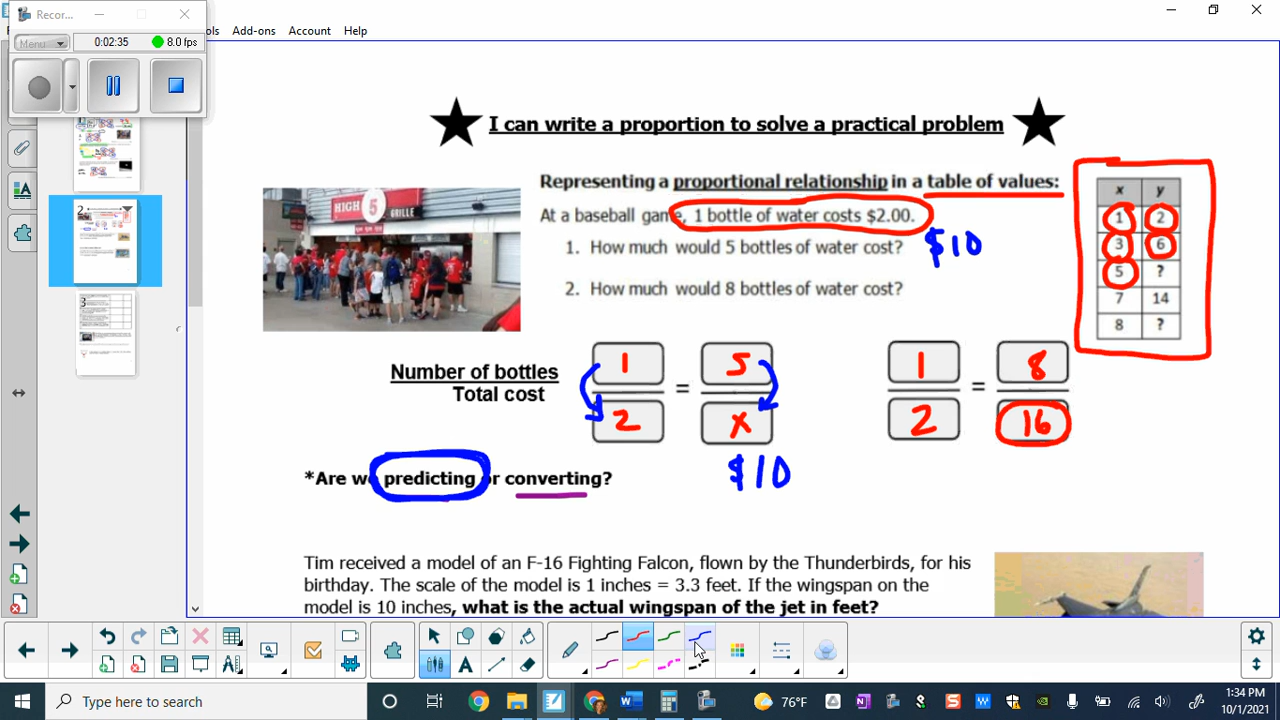 Recor...
Menu
0:02:35
8.0 fps
ols Add-ons Account Help
I can write a proportion to solve a practical problem
Representing a proportional relationship in a table of values:
At a baseball game, 1 bottle of water costs $2.00.
1. How much would 5 bottles of water cost? $10
2. How much would 8 bottles of water cost?
x y
1 2
3 6
5 ?
7 14
8 ?
HIGH 5
GRILLE
Number of bottles
Total cost
1 = 5
2 x
1 = 8
2 16
$10
*Are we predicting or converting?
Tim received a model of an F-16 Fighting Falcon, flown by the Thunderbirds, for his
birthday. The scale of the model is 1 inches = 3.3 feet. If the wingspan on the
model is 10 inches, what is the actual wingspan of the jet in feet?
2
3
A
Type here to search
76°F
1:34 PM
10/1/2021